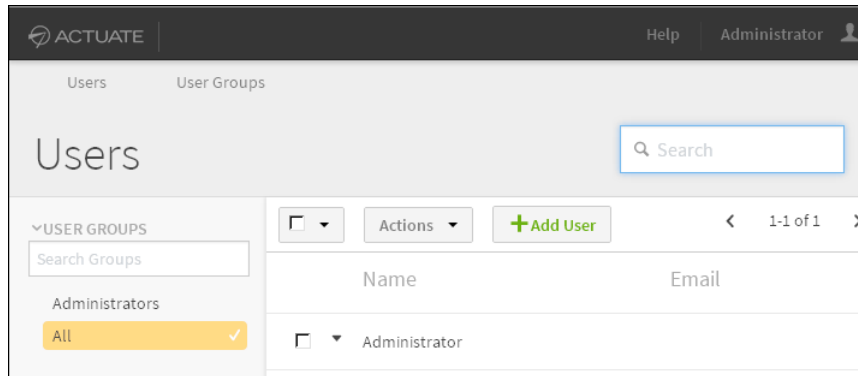 ACTUATE Help Administrator
Users User Groups
Users Search
USER GROUPS Actions Add User 1-1 of 1
Search Groups
Name Email
Administrators
All
Administrator